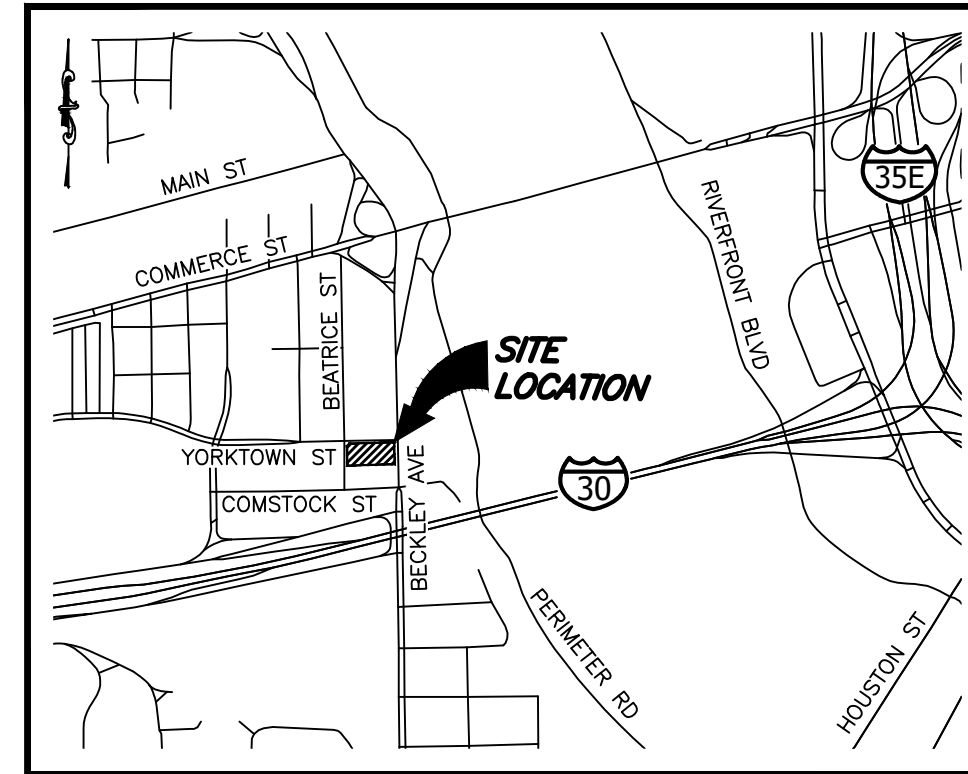 MAIN ST
35E
COMMERCE ST
RIVERFRONT BLVD
BEATRICE ST
SITE
LOCATION
YORKTOWN ST
BECKLEY AVE
30
COMSTOCK ST
PERIMETER RD
HOUSTON ST